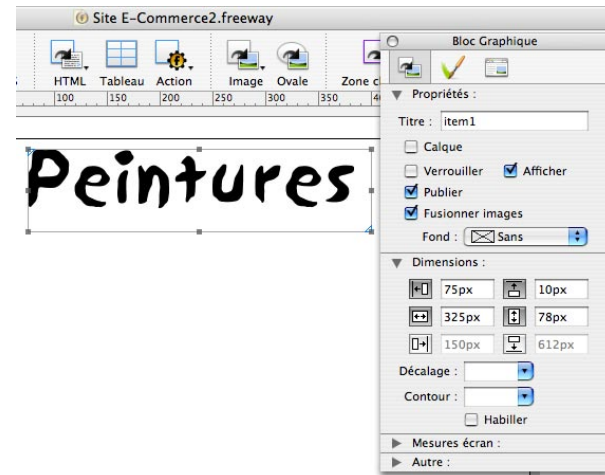 Site E-Commerce2.freeway
HTML Tableau Action Image Ovale
100 150 200 250 300 350
Peintures
Bloc Graphique
Propriétés :
Titre : item1
Calque
Verrouiller Afficher
Publier
Fusionner images
Fond : Sans
Dimensions :
75px 10px
325px 78px
150px 612px
Décalage :
Contour :
Habiller
Mesures écran :
Autre :